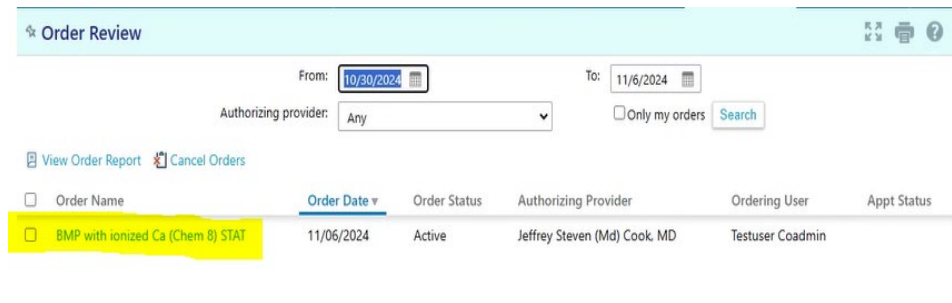 Order Review
From: 10/30/2024 To: 11/6/2024
Authorizing provider: Any Only my orders Search
View Order Report Cancel Orders
Order Name Order Date Order Status Authorizing Provider Ordering User Appt Status
BMP with ionized Ca (Chem 8) STAT 11/06/2024 Active Jeffrey Steven (Md) Cook, MD Testuser Coadmin